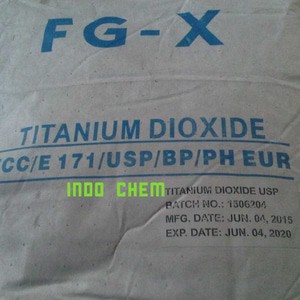 FG-X
TITANIUM DIOXIDE
FCC/E 171/USP/BP/PH EUR
INDO CHEM
TITANIUM DIOXIDE USP
BATCH NO.: 1506204
MFG. DATE: JUN. 04, 2015
EXP. DATE: JUN. 04, 2020